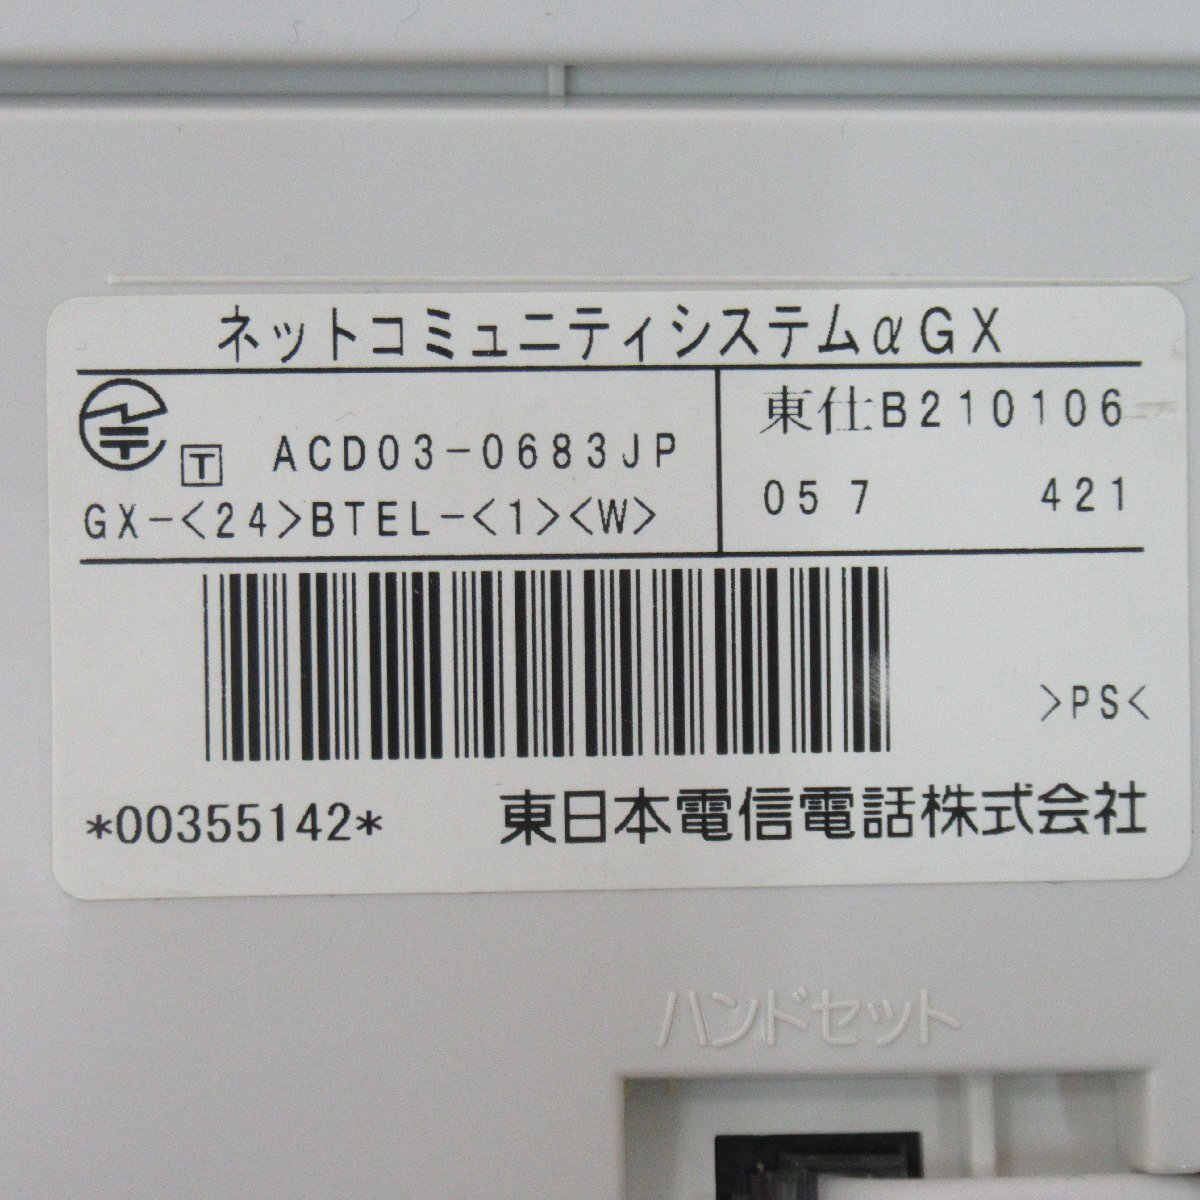 ネットコミュニティシステムαGX
T ACD03-0683JP
GX-<24>BTEL-<1><W>
東仕B210106
057 421
>PS<
*00355142*
東日本電信電話株式会社
ハンドセット